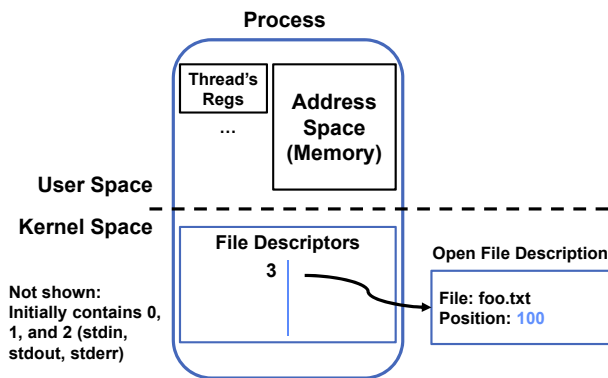 Process
Thread's
Regs
...
Address
Space
(Memory)
User Space
Kernel Space
File Descriptors
3
Not shown:
Initially contains 0,
1, and 2 (stdin,
stdout, stderr)
Open File Description
File: foo.txt
Position: 100